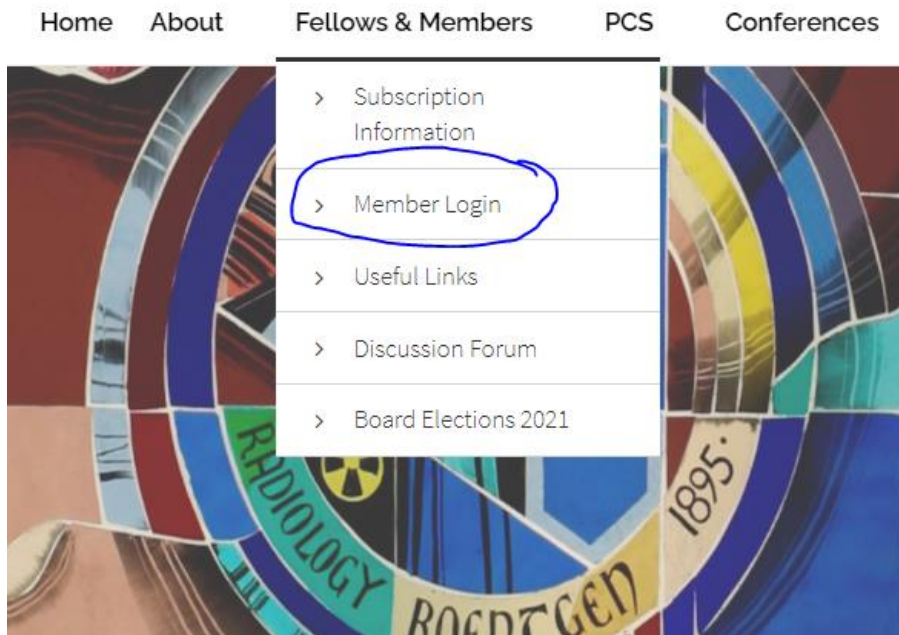 Home About Fellows & Members PCS Conferences
Subscription
Information
Member Login
Useful Links
Discussion Forum
Board Elections 2021
RADIOLOGY
ROENTGEN
1895.